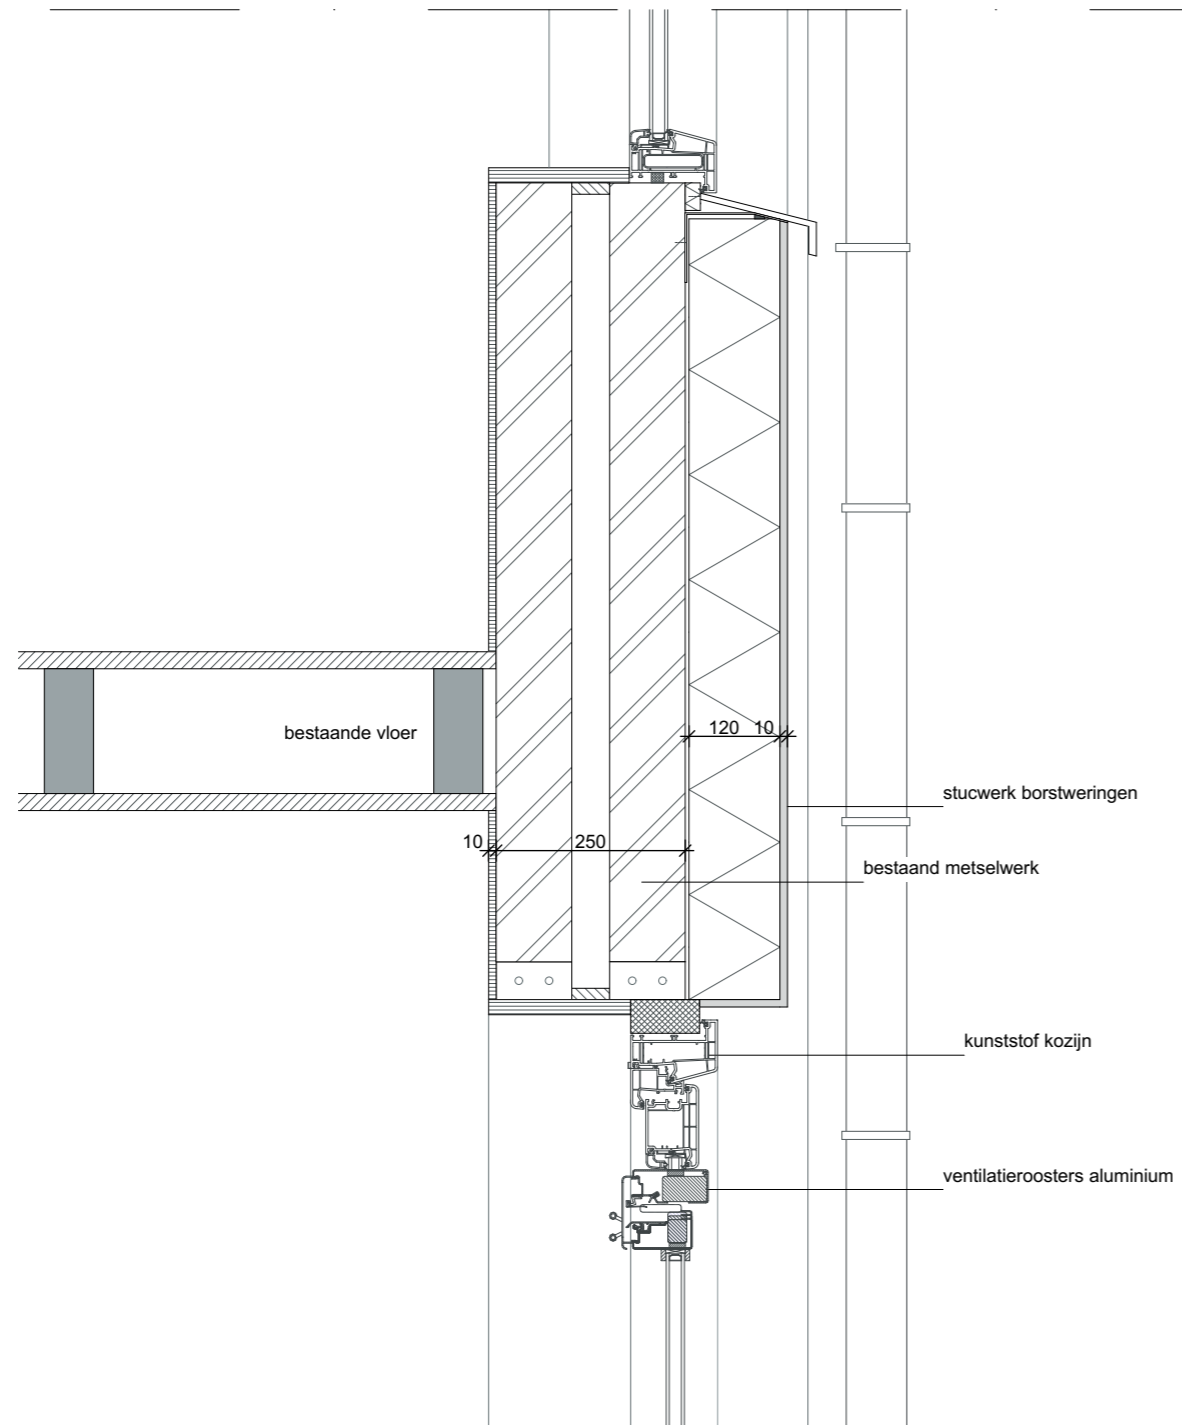 bestaande vloer
120
10
stucwerk borstweringen
10
250
bestaand metselwerk
kunststof kozijn
ventilatieroosters aluminium